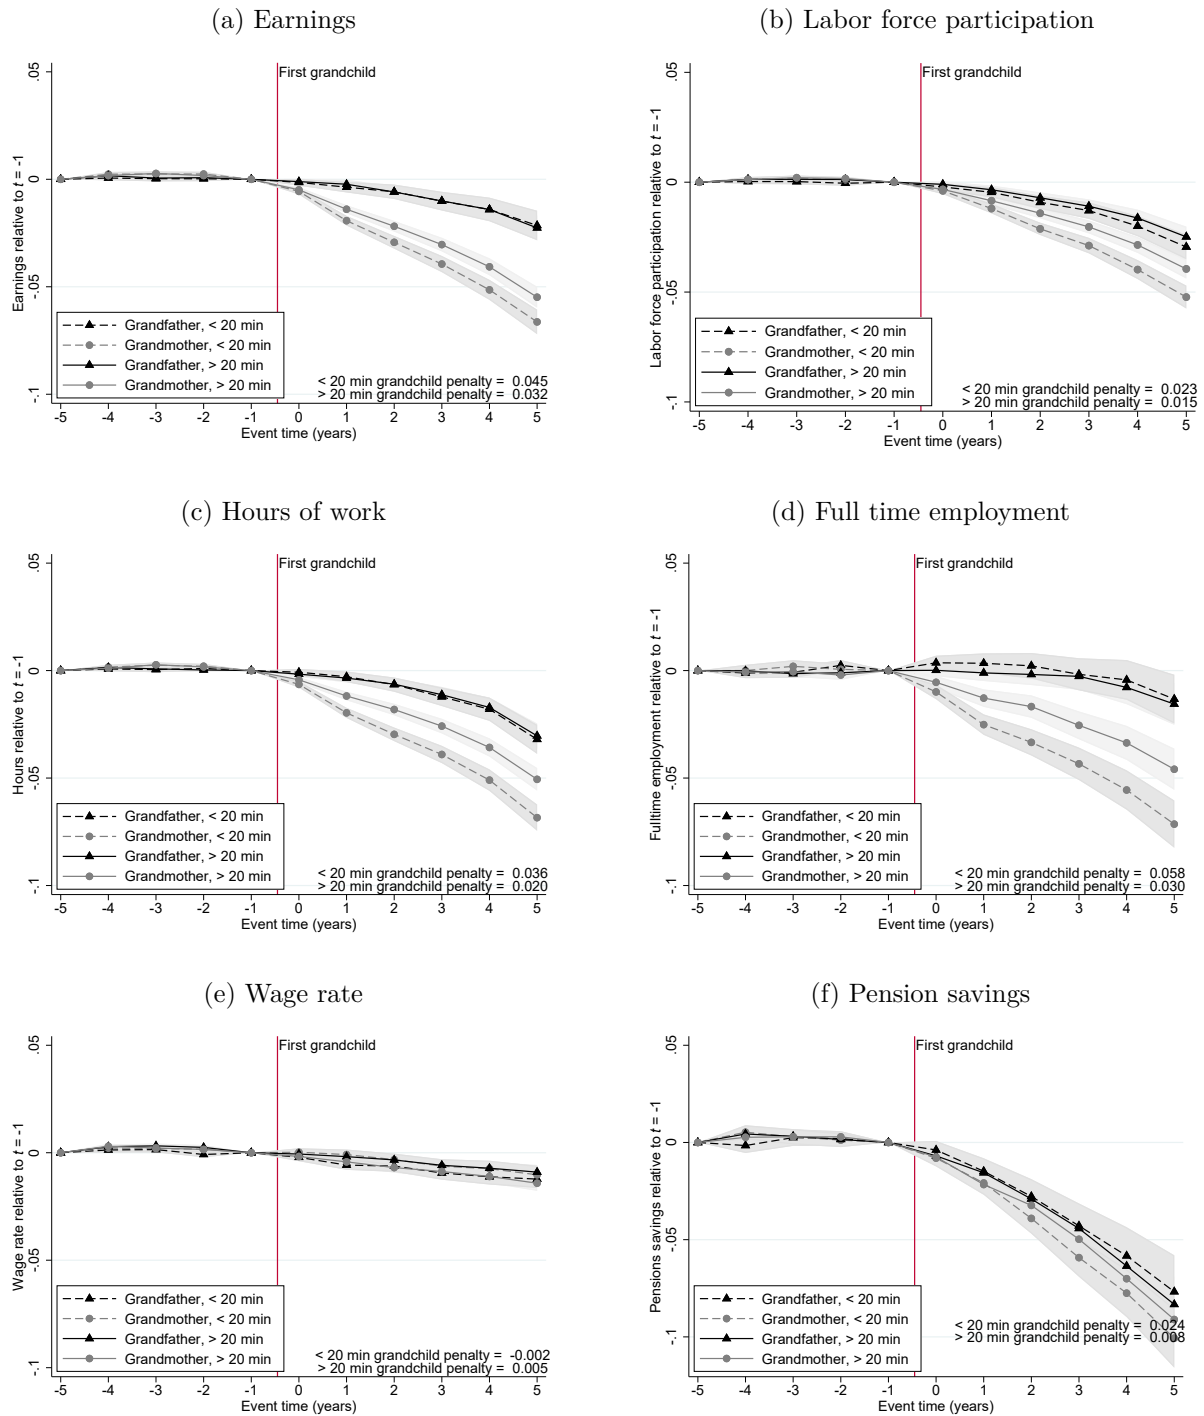 (a) Earnings
.05
0
-.05
-.1
Earnings relative to t = -1
First grandchild
Grandfather, < 20 min
Grandmother, < 20 min
Grandfather, > 20 min
Grandmother, > 20 min
< 20 min grandchild penalty = 0.045
> 20 min grandchild penalty = 0.032
-5 -4 -3 -2 -1 0 1 2 3 4 5
Event time (years)
(b) Labor force participation
.05
0
-.05
-.1
Labor force participation relative to t = -1
First grandchild
Grandfather, < 20 min
Grandmother, < 20 min
Grandfather, > 20 min
Grandmother, > 20 min
< 20 min grandchild penalty = 0.023
> 20 min grandchild penalty = 0.015
-5 -4 -3 -2 -1 0 1 2 3 4 5
Event time (years)
(c) Hours of work
.05
0
-.05
-.1
Hours relative to t = -1
First grandchild
Grandfather, < 20 min
Grandmother, < 20 min
Grandfather, > 20 min
Grandmother, > 20 min
< 20 min grandchild penalty = 0.036
> 20 min grandchild penalty = 0.020
-5 -4 -3 -2 -1 0 1 2 3 4 5
Event time (years)
(d) Full time employment
.05
0
-.05
-.1
Fulltime employment relative to t = -1
First grandchild
Grandfather, < 20 min
Grandmother, < 20 min
Grandfather, > 20 min
Grandmother, > 20 min
< 20 min grandchild penalty = 0.058
> 20 min grandchild penalty = 0.030
-5 -4 -3 -2 -1 0 1 2 3 4 5
Event time (years)
(e) Wage rate
.05
0
-.05
-.1
Wage rate relative to t = -1
First grandchild
Grandfather, < 20 min
Grandmother, < 20 min
Grandfather, > 20 min
Grandmother, > 20 min
< 20 min grandchild penalty = -0.002
> 20 min grandchild penalty = 0.005
-5 -4 -3 -2 -1 0 1 2 3 4 5
Event time (years)
(f) Pension savings
.05
0
-.05
-.1
Pensions savings relative to t = -1
First grandchild
Grandfather, < 20 min
Grandmother, < 20 min
Grandfather, > 20 min
Grandmother, > 20 min
< 20 min grandchild penalty = 0.024
> 20 min grandchild penalty = 0.008
-5 -4 -3 -2 -1 0 1 2 3 4 5
Event time (years)